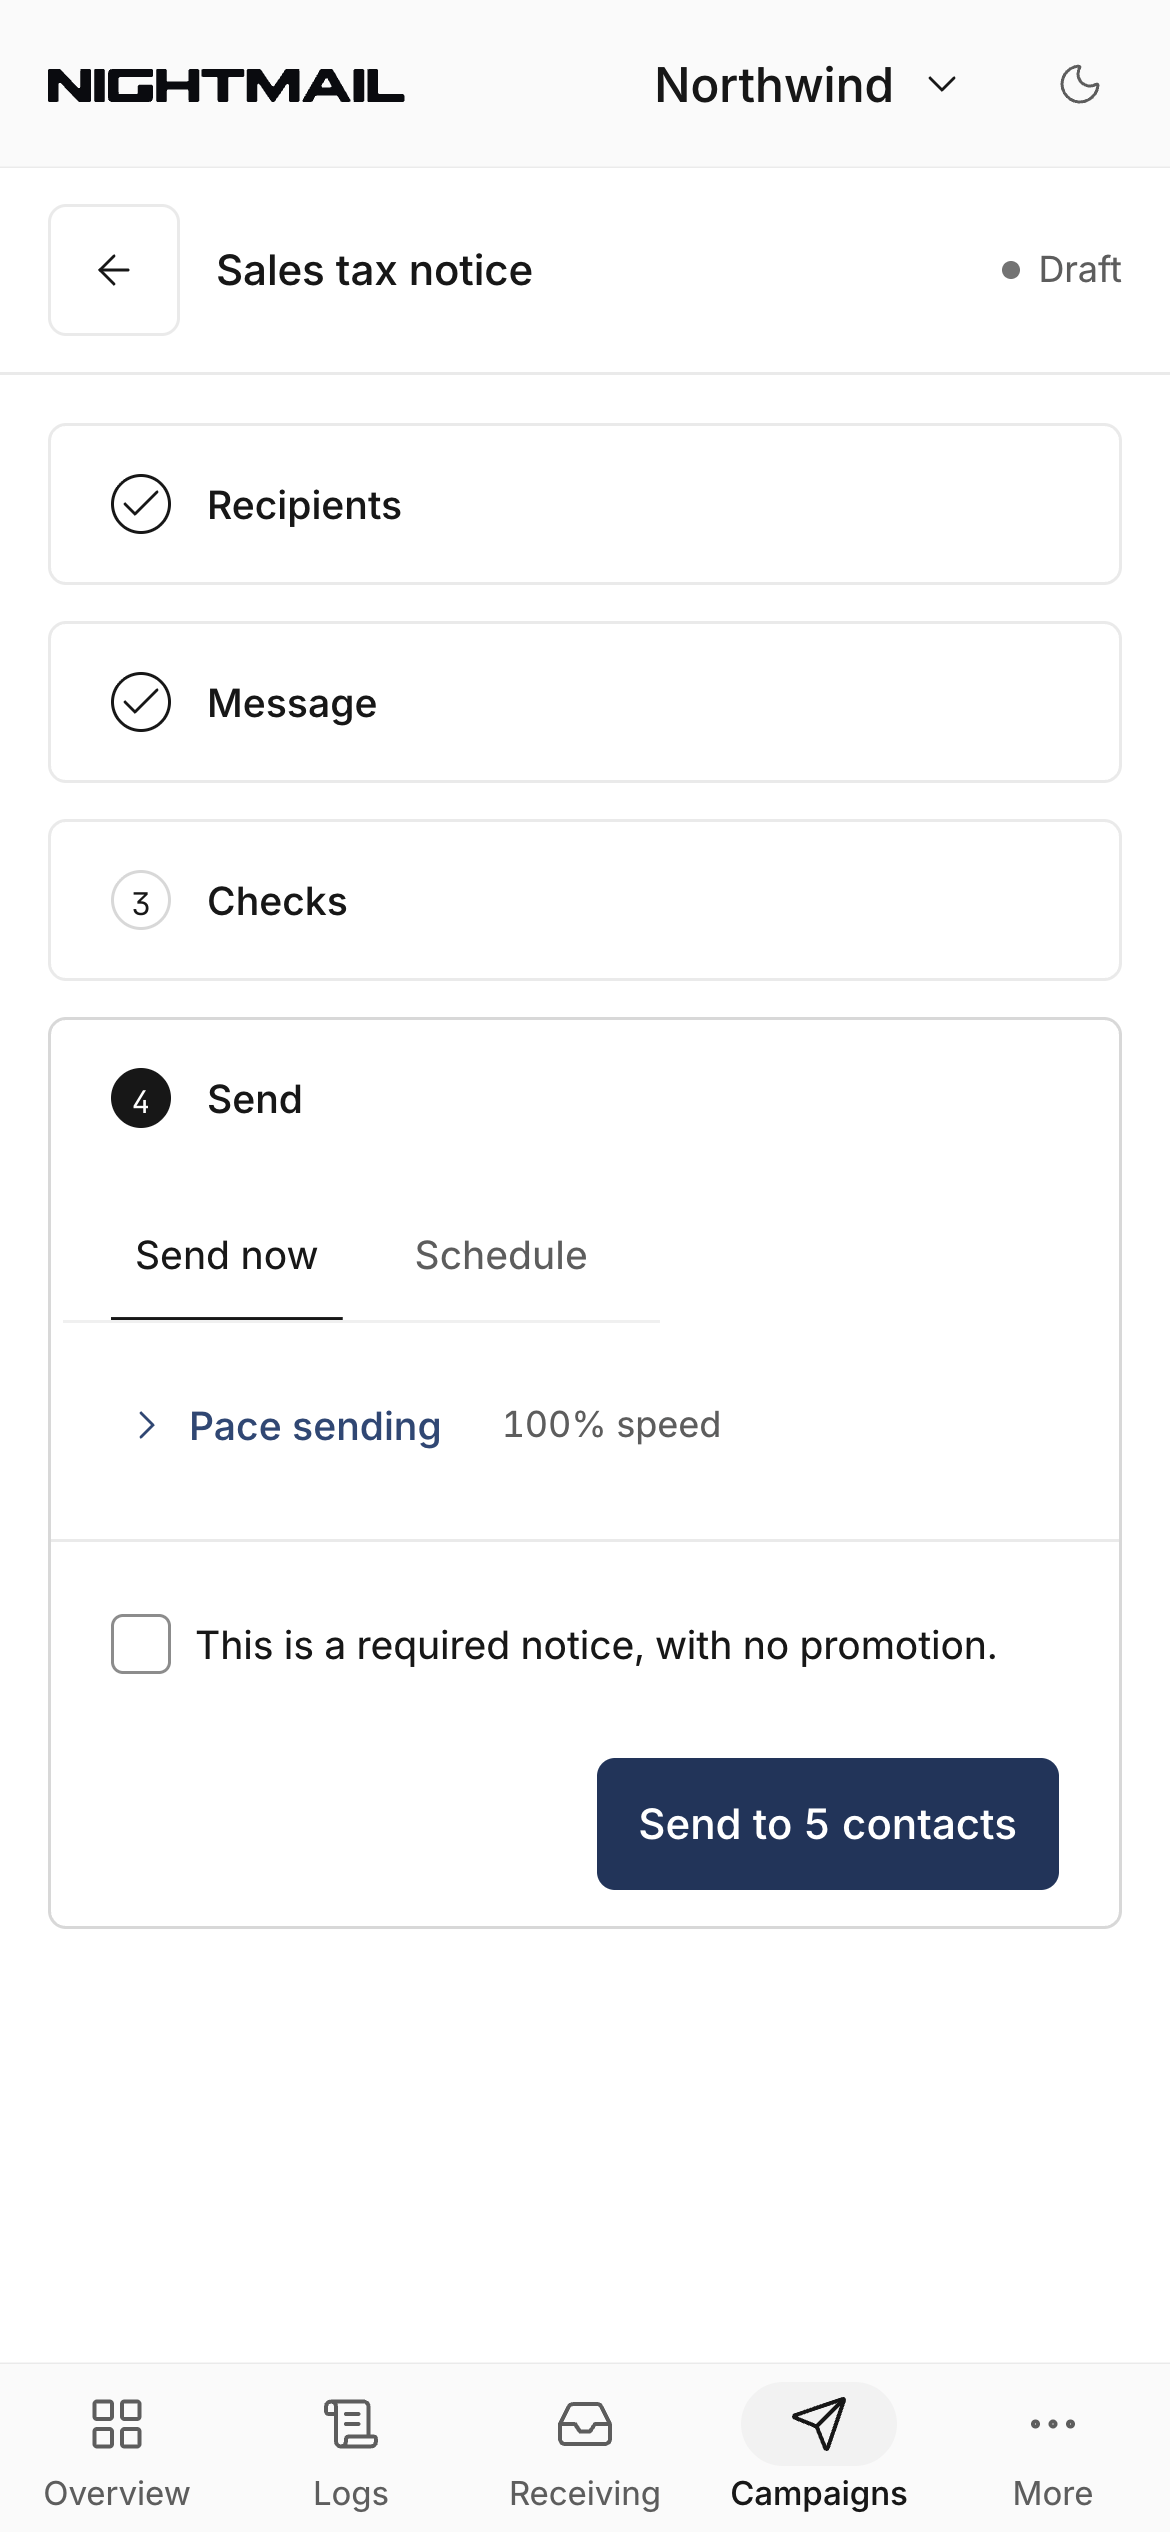 NIGHTMAIL
Northwind
Sales tax notice
Draft
Recipients
Message
3 Checks
4 Send
Send now Schedule
Pace sending 100% speed
This is a required notice, with no promotion.
Send to 5 contacts
Overview Logs Receiving Campaigns More